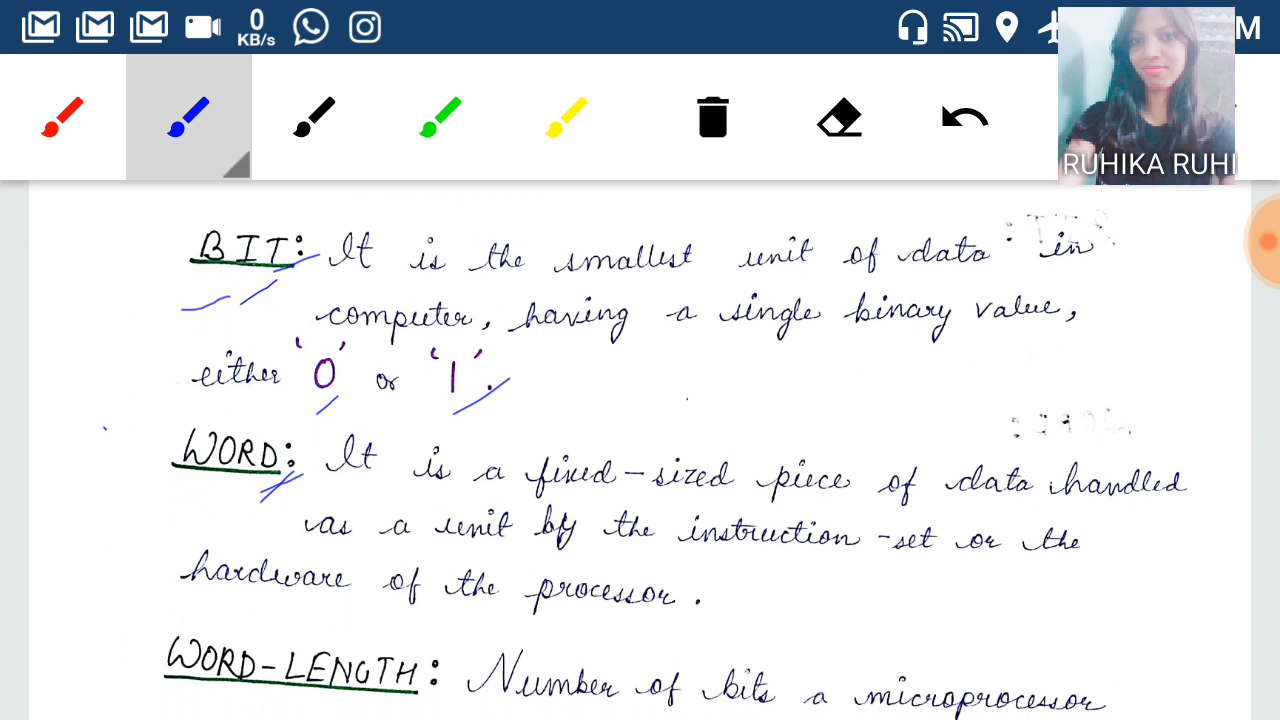 0
KB/s
M
RUHIKA RUHI
BIT: It is the smallest unit of data in
computer, having a single binary value,
either '0' or '1'.
WORD: It is a fixed-sized piece of data handled
as a unit by the instruction-set or the
hardware of the processor.
WORD-LENGTH: Number of bits a microprocessor